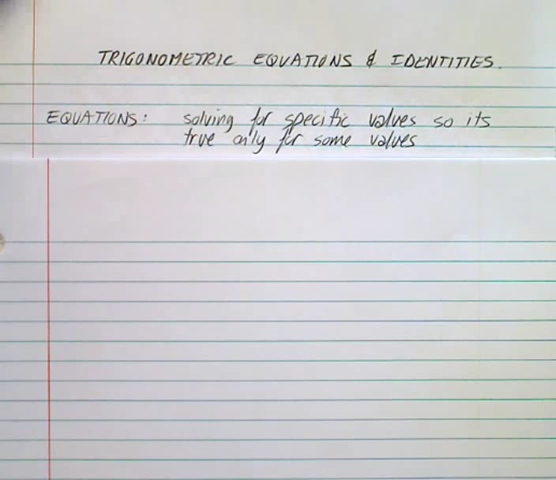 TRIGONOMETRIC EQUATIONS & IDENTITIES.
EQUATIONS: solving for specific values so its
true only for some values